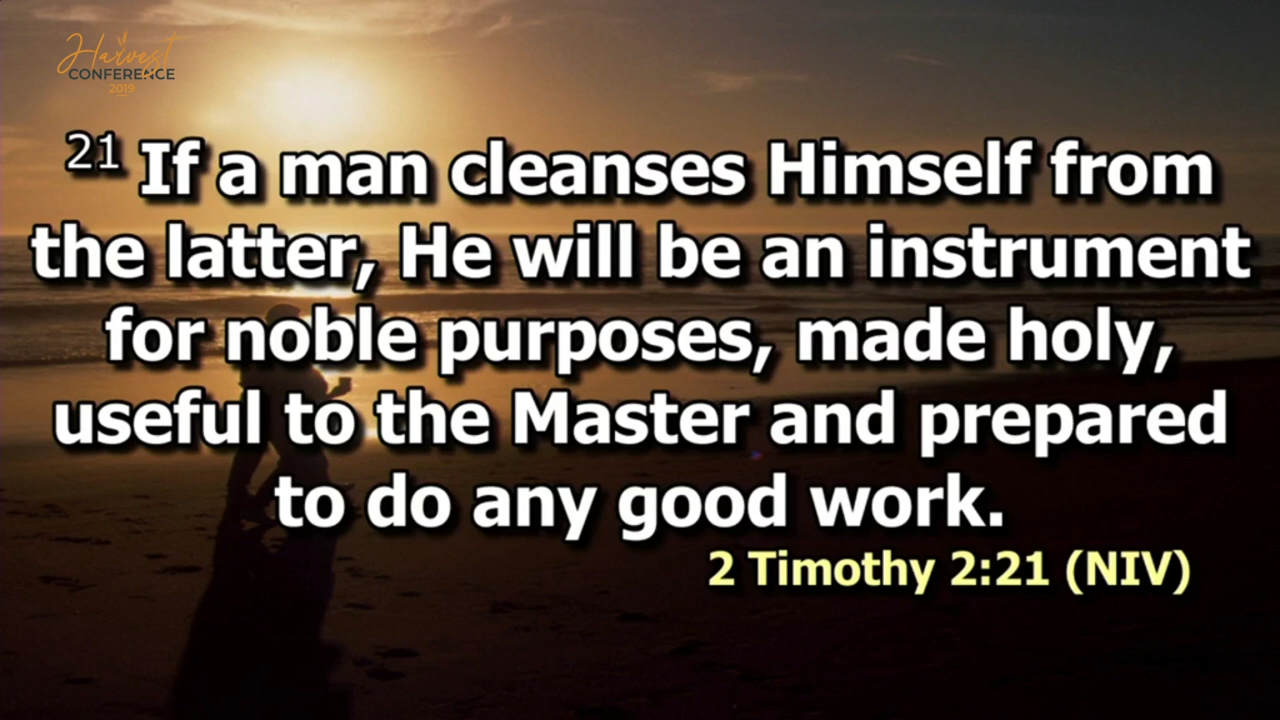 Harvest
CONFERENCE
2019
21 If a man cleanses Himself from
the latter, He will be an instrument
for noble purposes, made holy,
useful to the Master and prepared
to do any good work.
2 Timothy 2:21 (NIV)